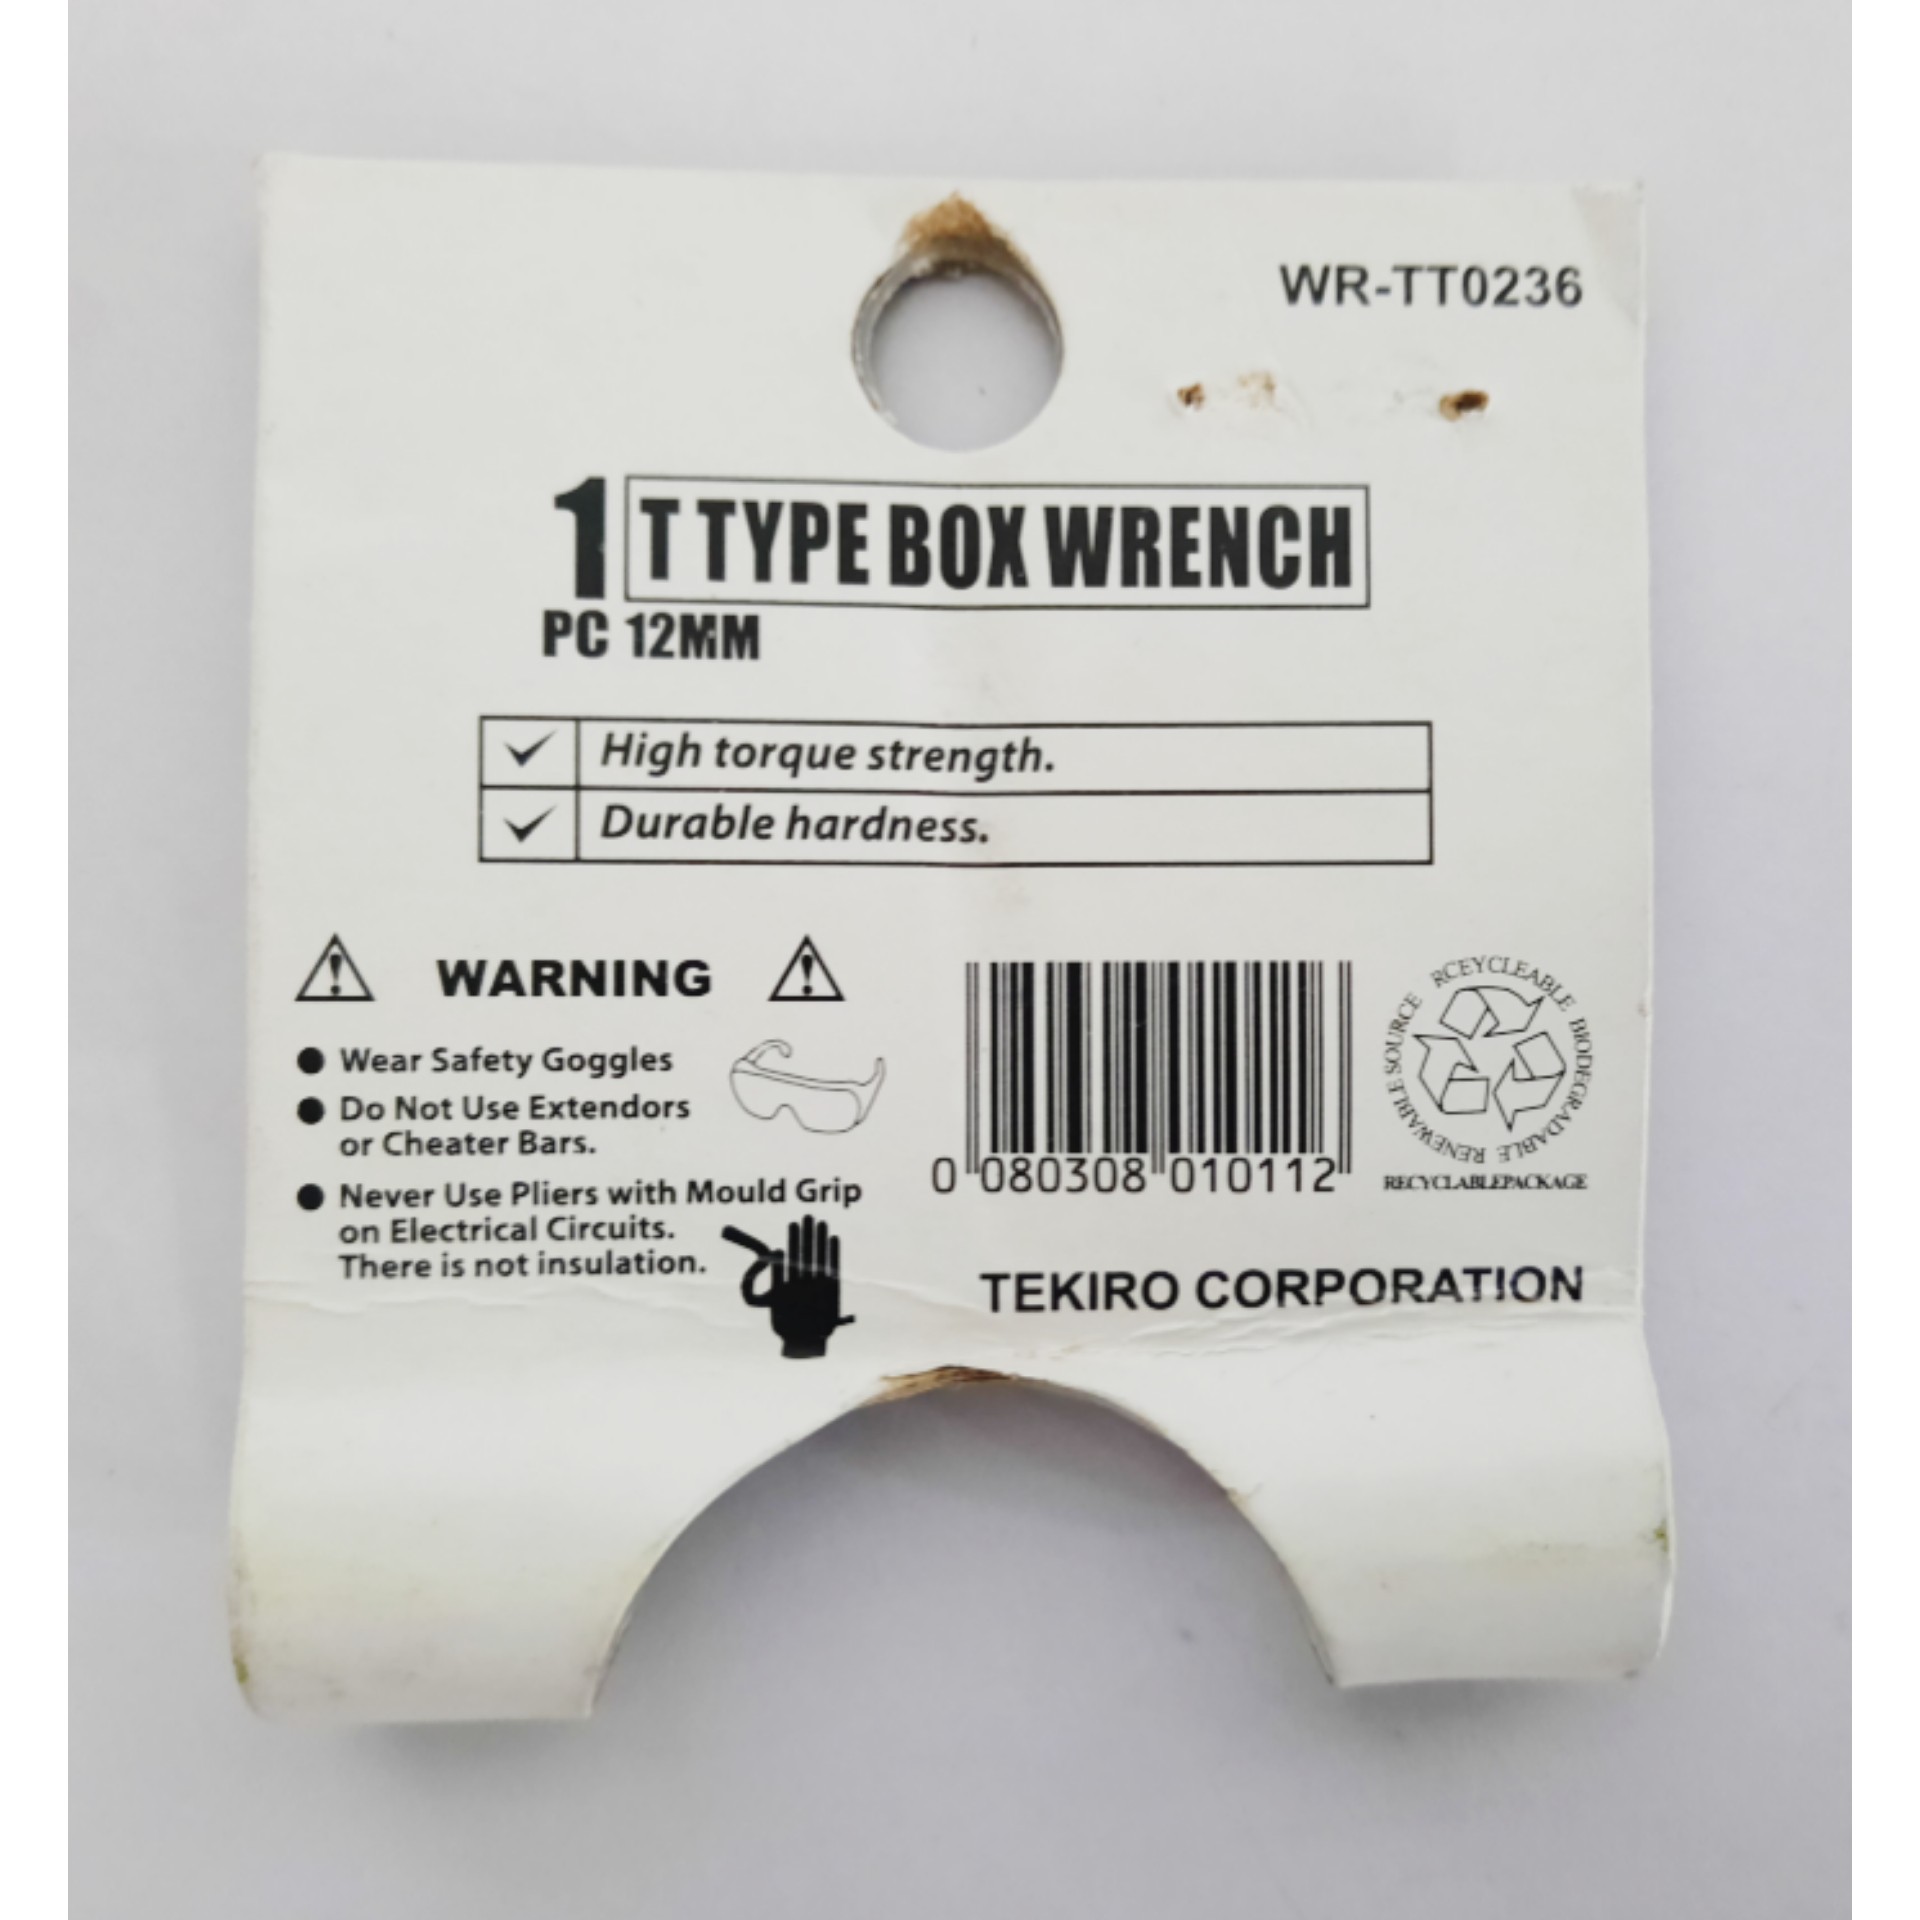 WR-TT0236
1 T TYPE BOX WRENCH
PC 12MM
High torque strength.
Durable hardness.
WARNING
Wear Safety Goggles
Do Not Use Extendors
or Cheater Bars.
Never Use Pliers with Mould Grip
on Electrical Circuits.
There is not insulation.
0 080308 010112
RCEYCLEABLE BIODEGRADABLE RENEWABLE SOURCE
RECYCLABLEPACKAGE
TEKIRO CORPORATION